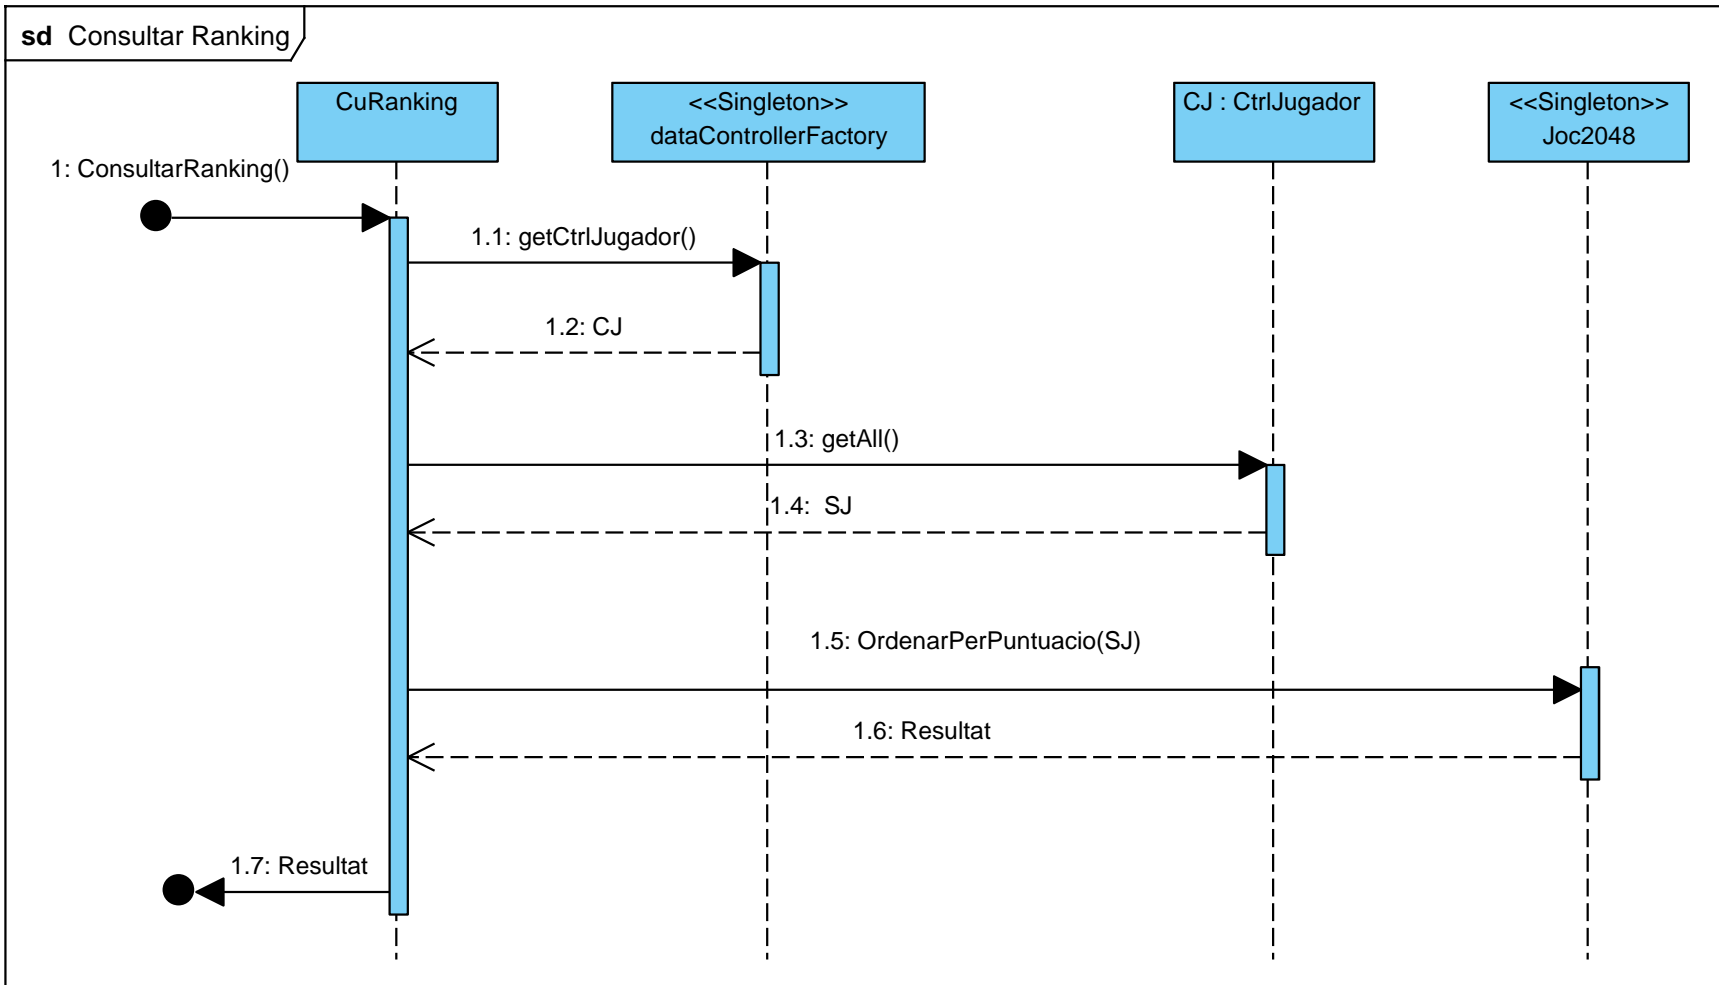 sd Consultar Ranking
CuRanking
<<Singleton>>
dataControllerFactory
CJ : CtrlJugador
<<Singleton>>
Joc2048
1: ConsultarRanking()
1.1: getCtrlJugador()
1.2: CJ
1.3: getAll()
1.4: SJ
1.5: OrdenarPerPuntuacio(SJ)
1.6: Resultat
1.7: Resultat